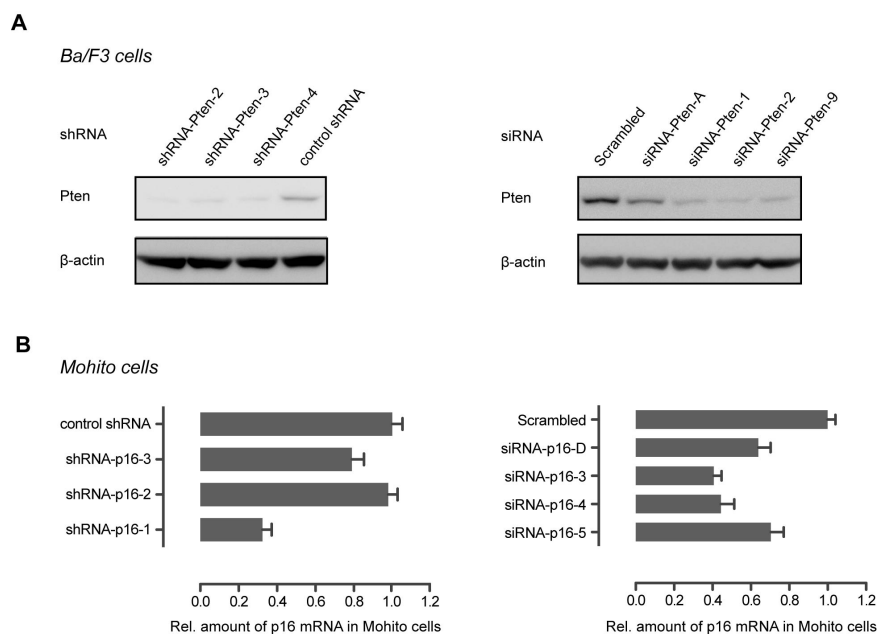 A
Ba/F3 cells
shRNA
shRNA-Pten-2
shRNA-Pten-3
shRNA-Pten-4
control shRNA
Pten
β-actin
siRNA
Scrambled
siRNA-Pten-A
siRNA-Pten-1
siRNA-Pten-2
siRNA-Pten-9
Pten
β-actin
B
Mohito cells
control shRNA
shRNA-p16-3
shRNA-p16-2
shRNA-p16-1
0.0 0.2 0.4 0.6 0.8 1.0 1.2
Rel. amount of p16 mRNA in Mohito cells
Scrambled
siRNA-p16-D
siRNA-p16-3
siRNA-p16-4
siRNA-p16-5
0.0 0.2 0.4 0.6 0.8 1.0 1.2
Rel. amount of p16 mRNA in Mohito cells